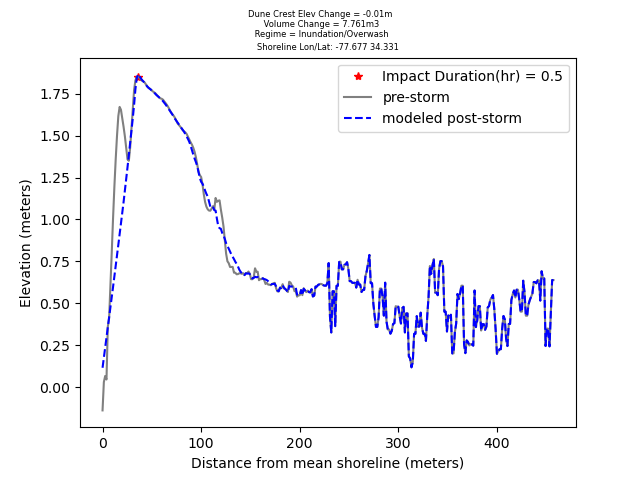 Dune Crest Elev Change = -0.01m
Volume Change = 7.761m3
Regime = Inundation/Overwash
Shoreline Lon/Lat: -77.677 34.331
Impact Duration(hr) = 0.5
pre-storm
modeled post-storm
1.75
1.50
1.25
1.00
0.75
0.50
0.25
0.00
Elevation (meters)
0
100
200
300
400
Distance from mean shoreline (meters)